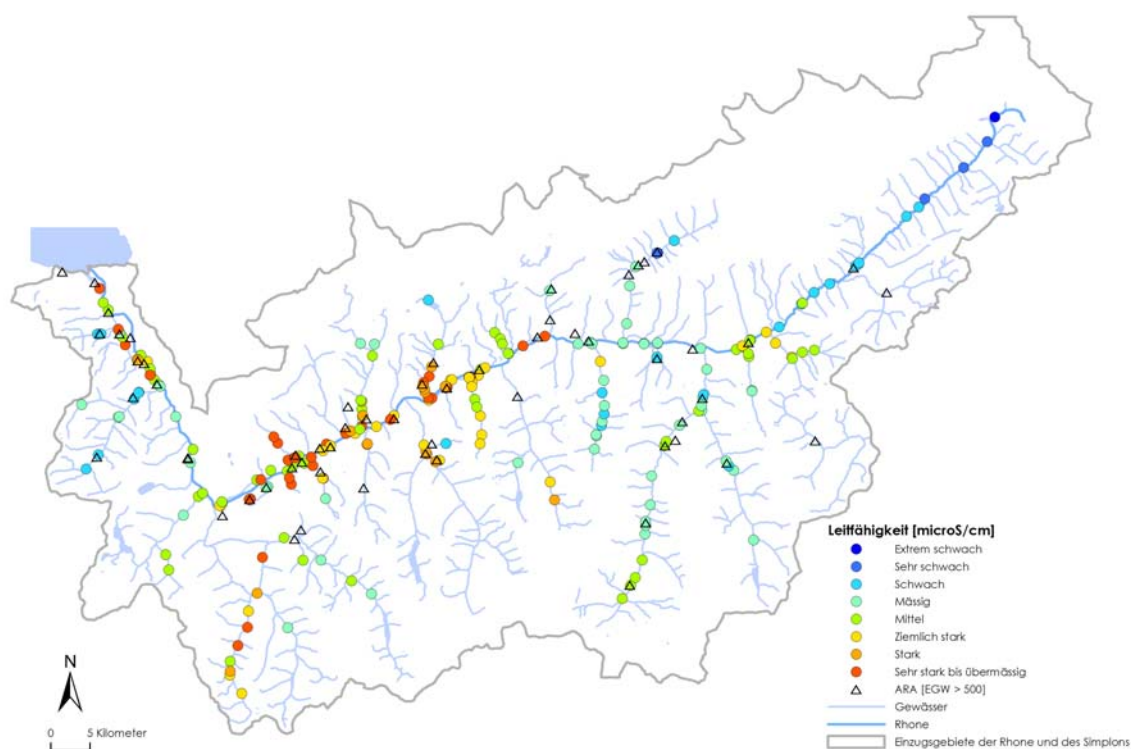 Leitfähigkeit [microS/cm]
Extrem schwach
Sehr schwach
Schwach
Mässig
Mittel
Ziemlich stark
Stark
Sehr stark bis übermässig
ARA [EGW > 500]
Gewässer
Rhone
Einzugsgebiete der Rhone und des Simplons
N
0 5 Kilometer